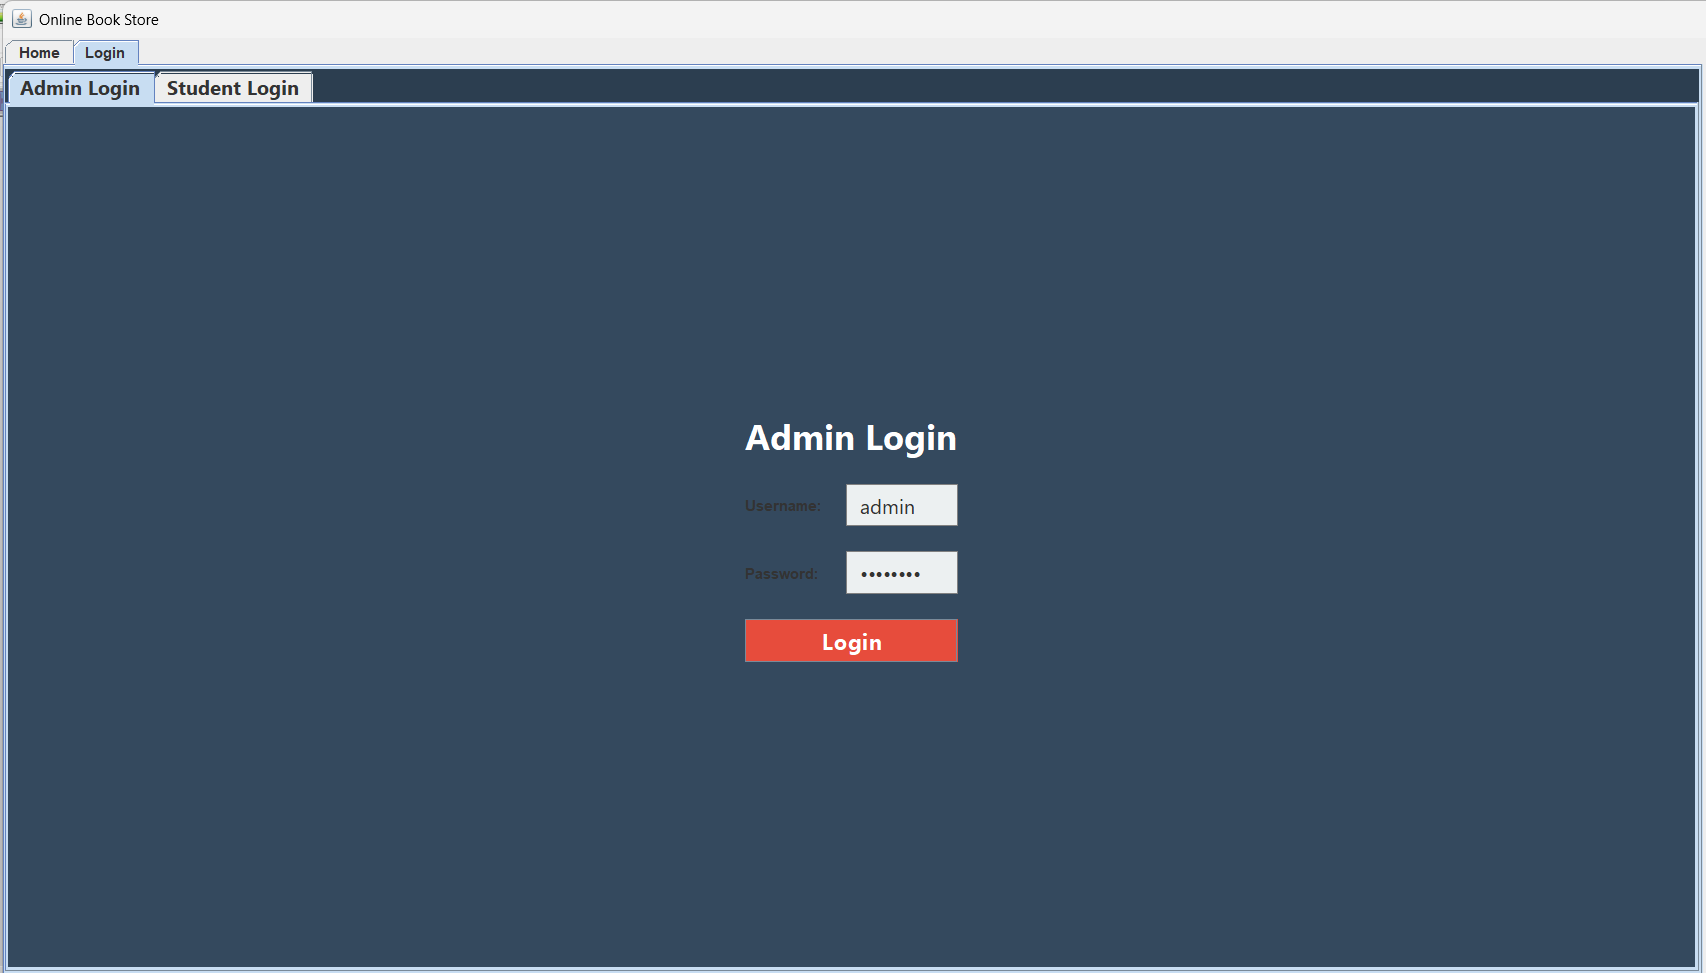 Online Book Store
Home Login
Admin Login Student Login
Admin Login
Username: admin
Password: ••••••••
Login